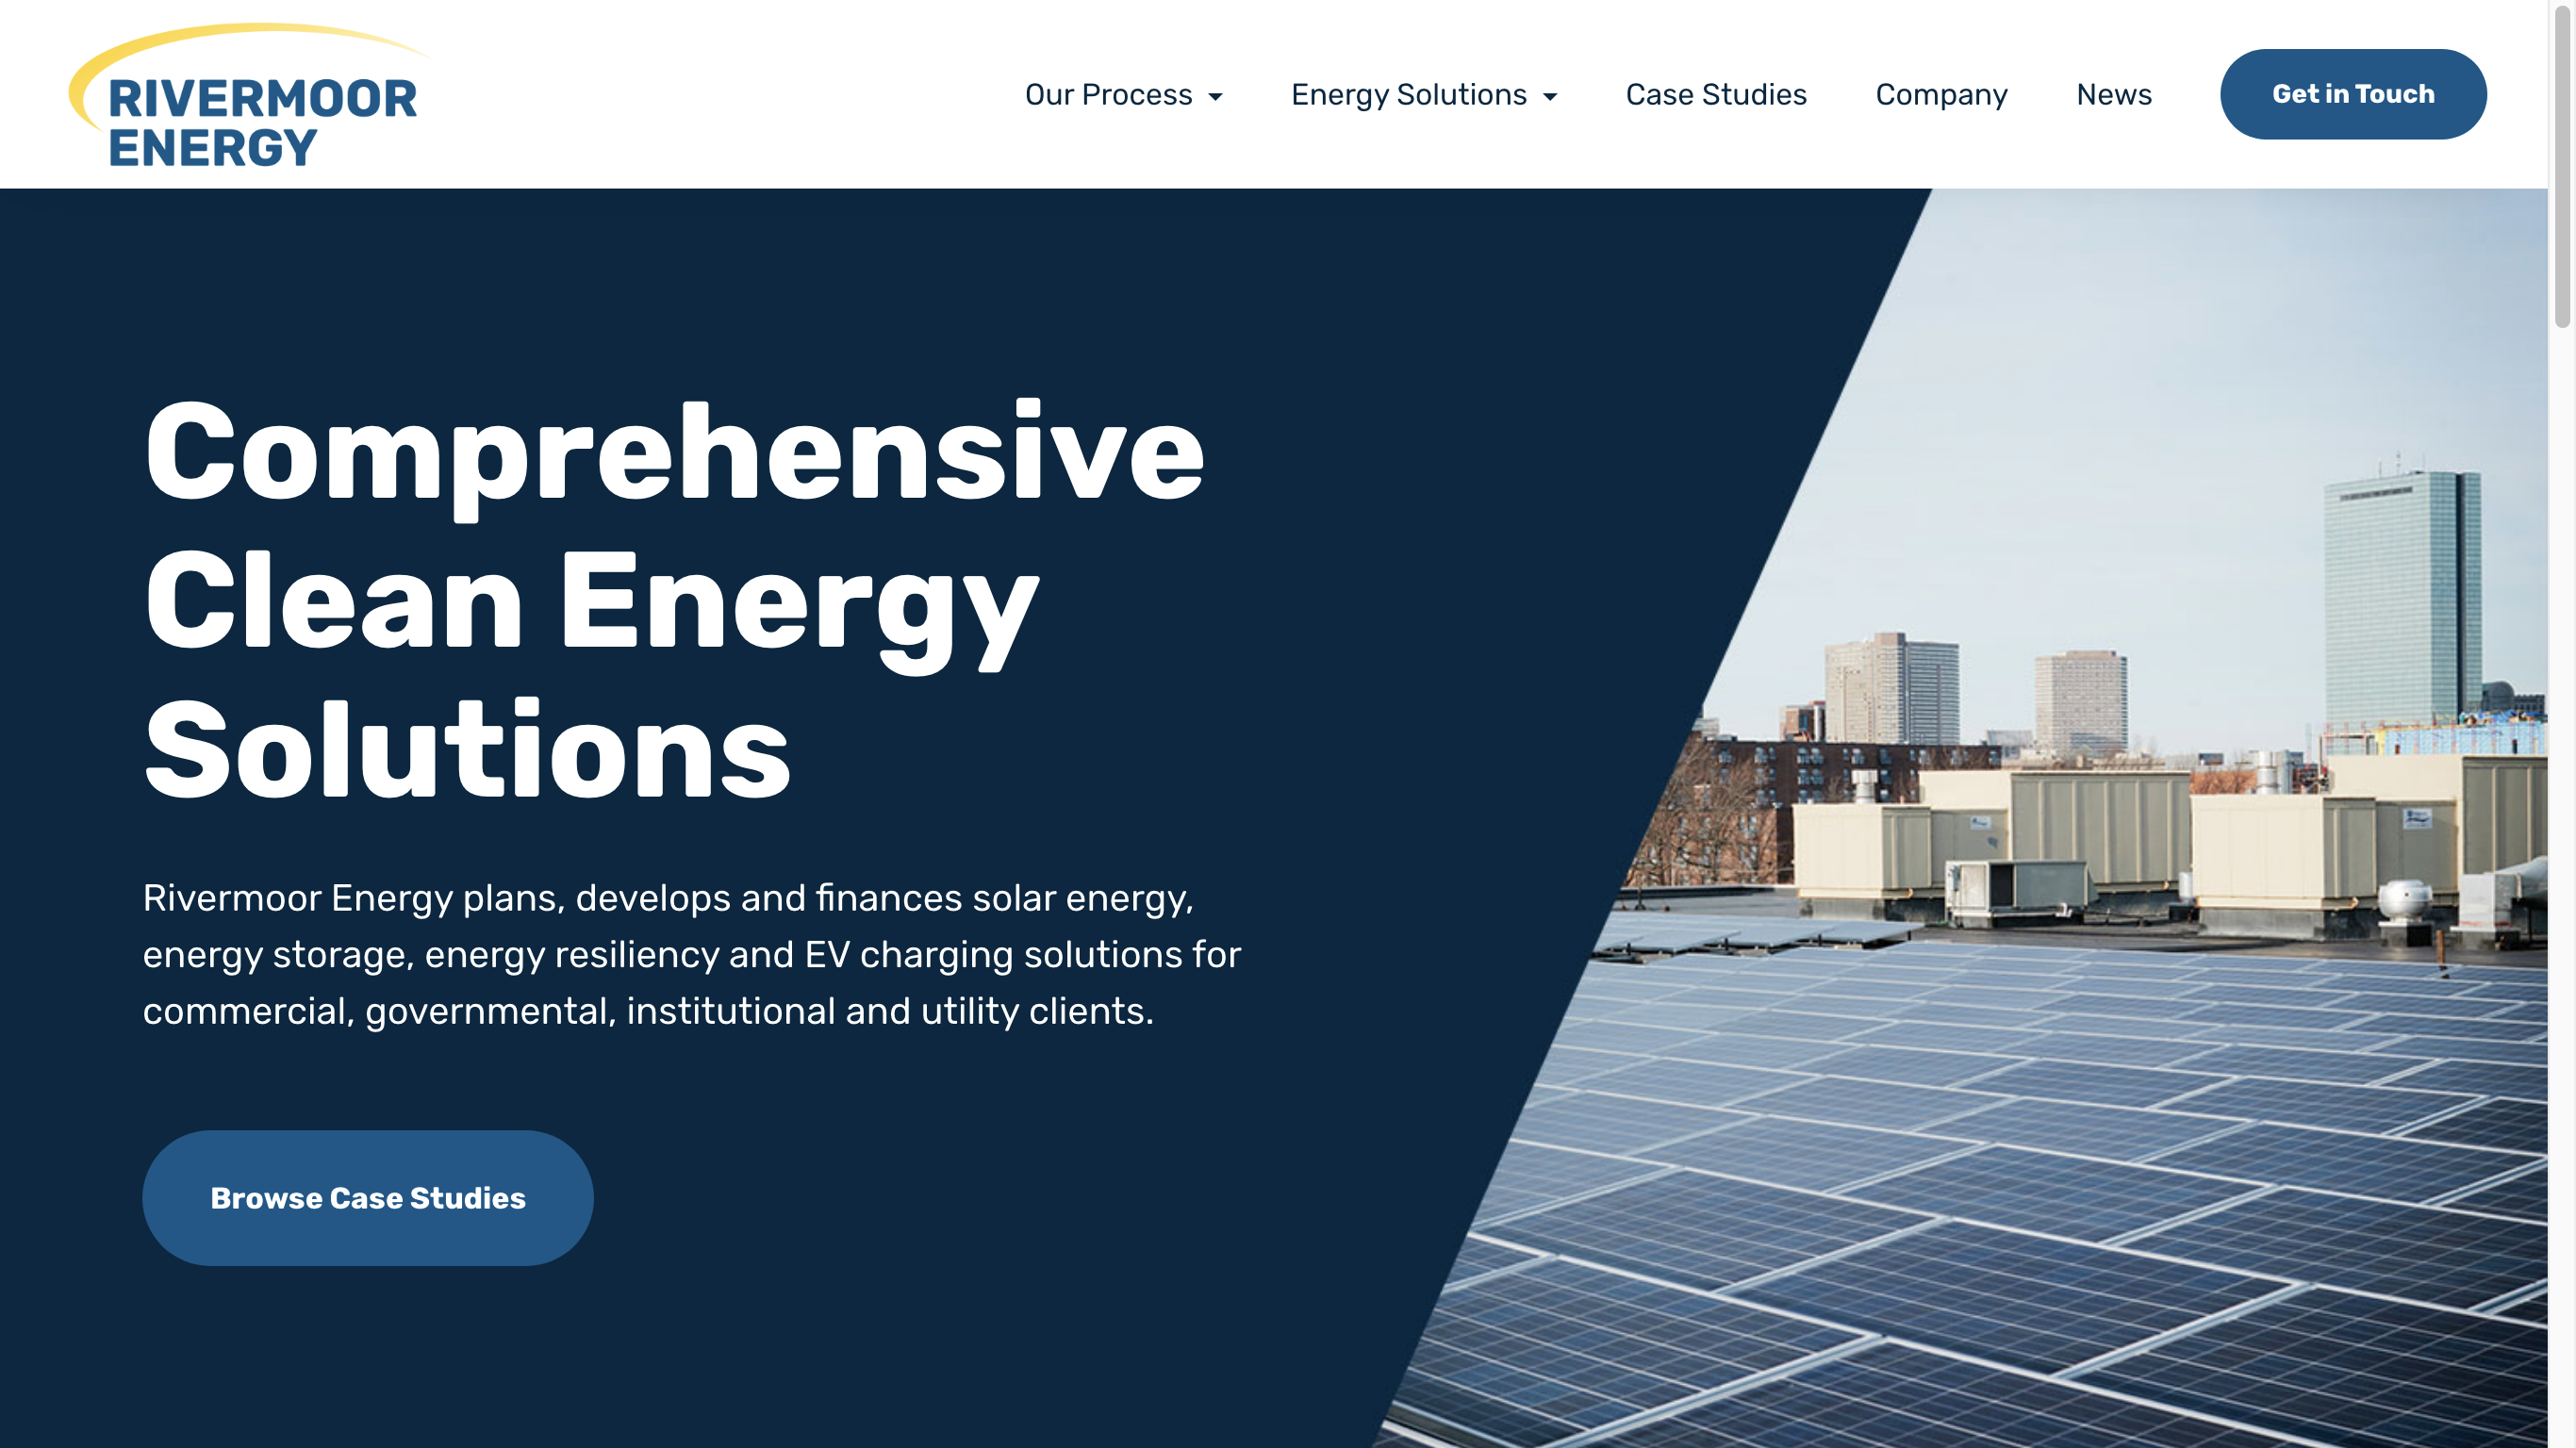 RIVERMOOR
ENERGY
Our Process
Energy Solutions
Case Studies
Company
News
Get in Touch
Comprehensive
Clean Energy
Solutions
Rivermoor Energy plans, develops and finances solar energy,
energy storage, energy resiliency and EV charging solutions for
commercial, governmental, institutional and utility clients.
Browse Case Studies